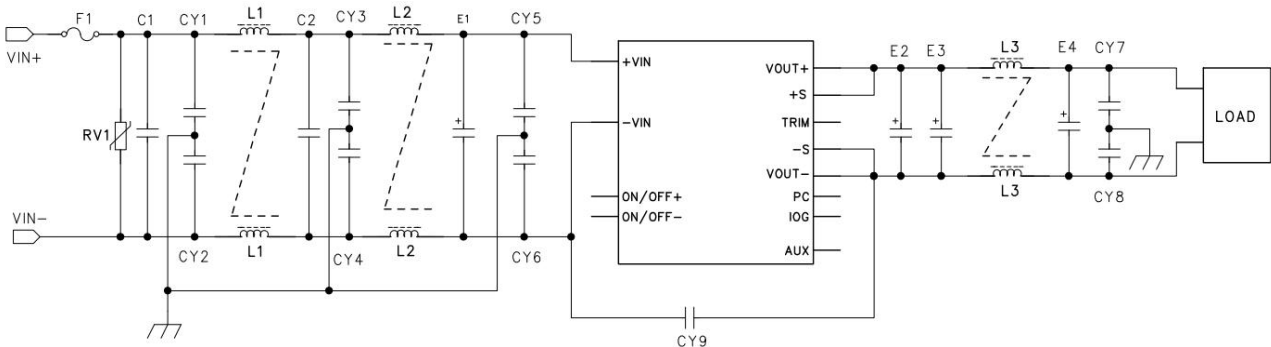 F1
C1
CY1
L1
C2
CY3
L2
E1
CY5
VIN+
RV1
VIN-
CY2
L1
CY4
L2
CY6
+VIN
-VIN
ON/OFF+
ON/OFF-
VOUT+
+S
TRIM
-S
VOUT-
PC
IOG
AUX
E2
E3
L3
E4
CY7
LOAD
L3
CY8
CY9